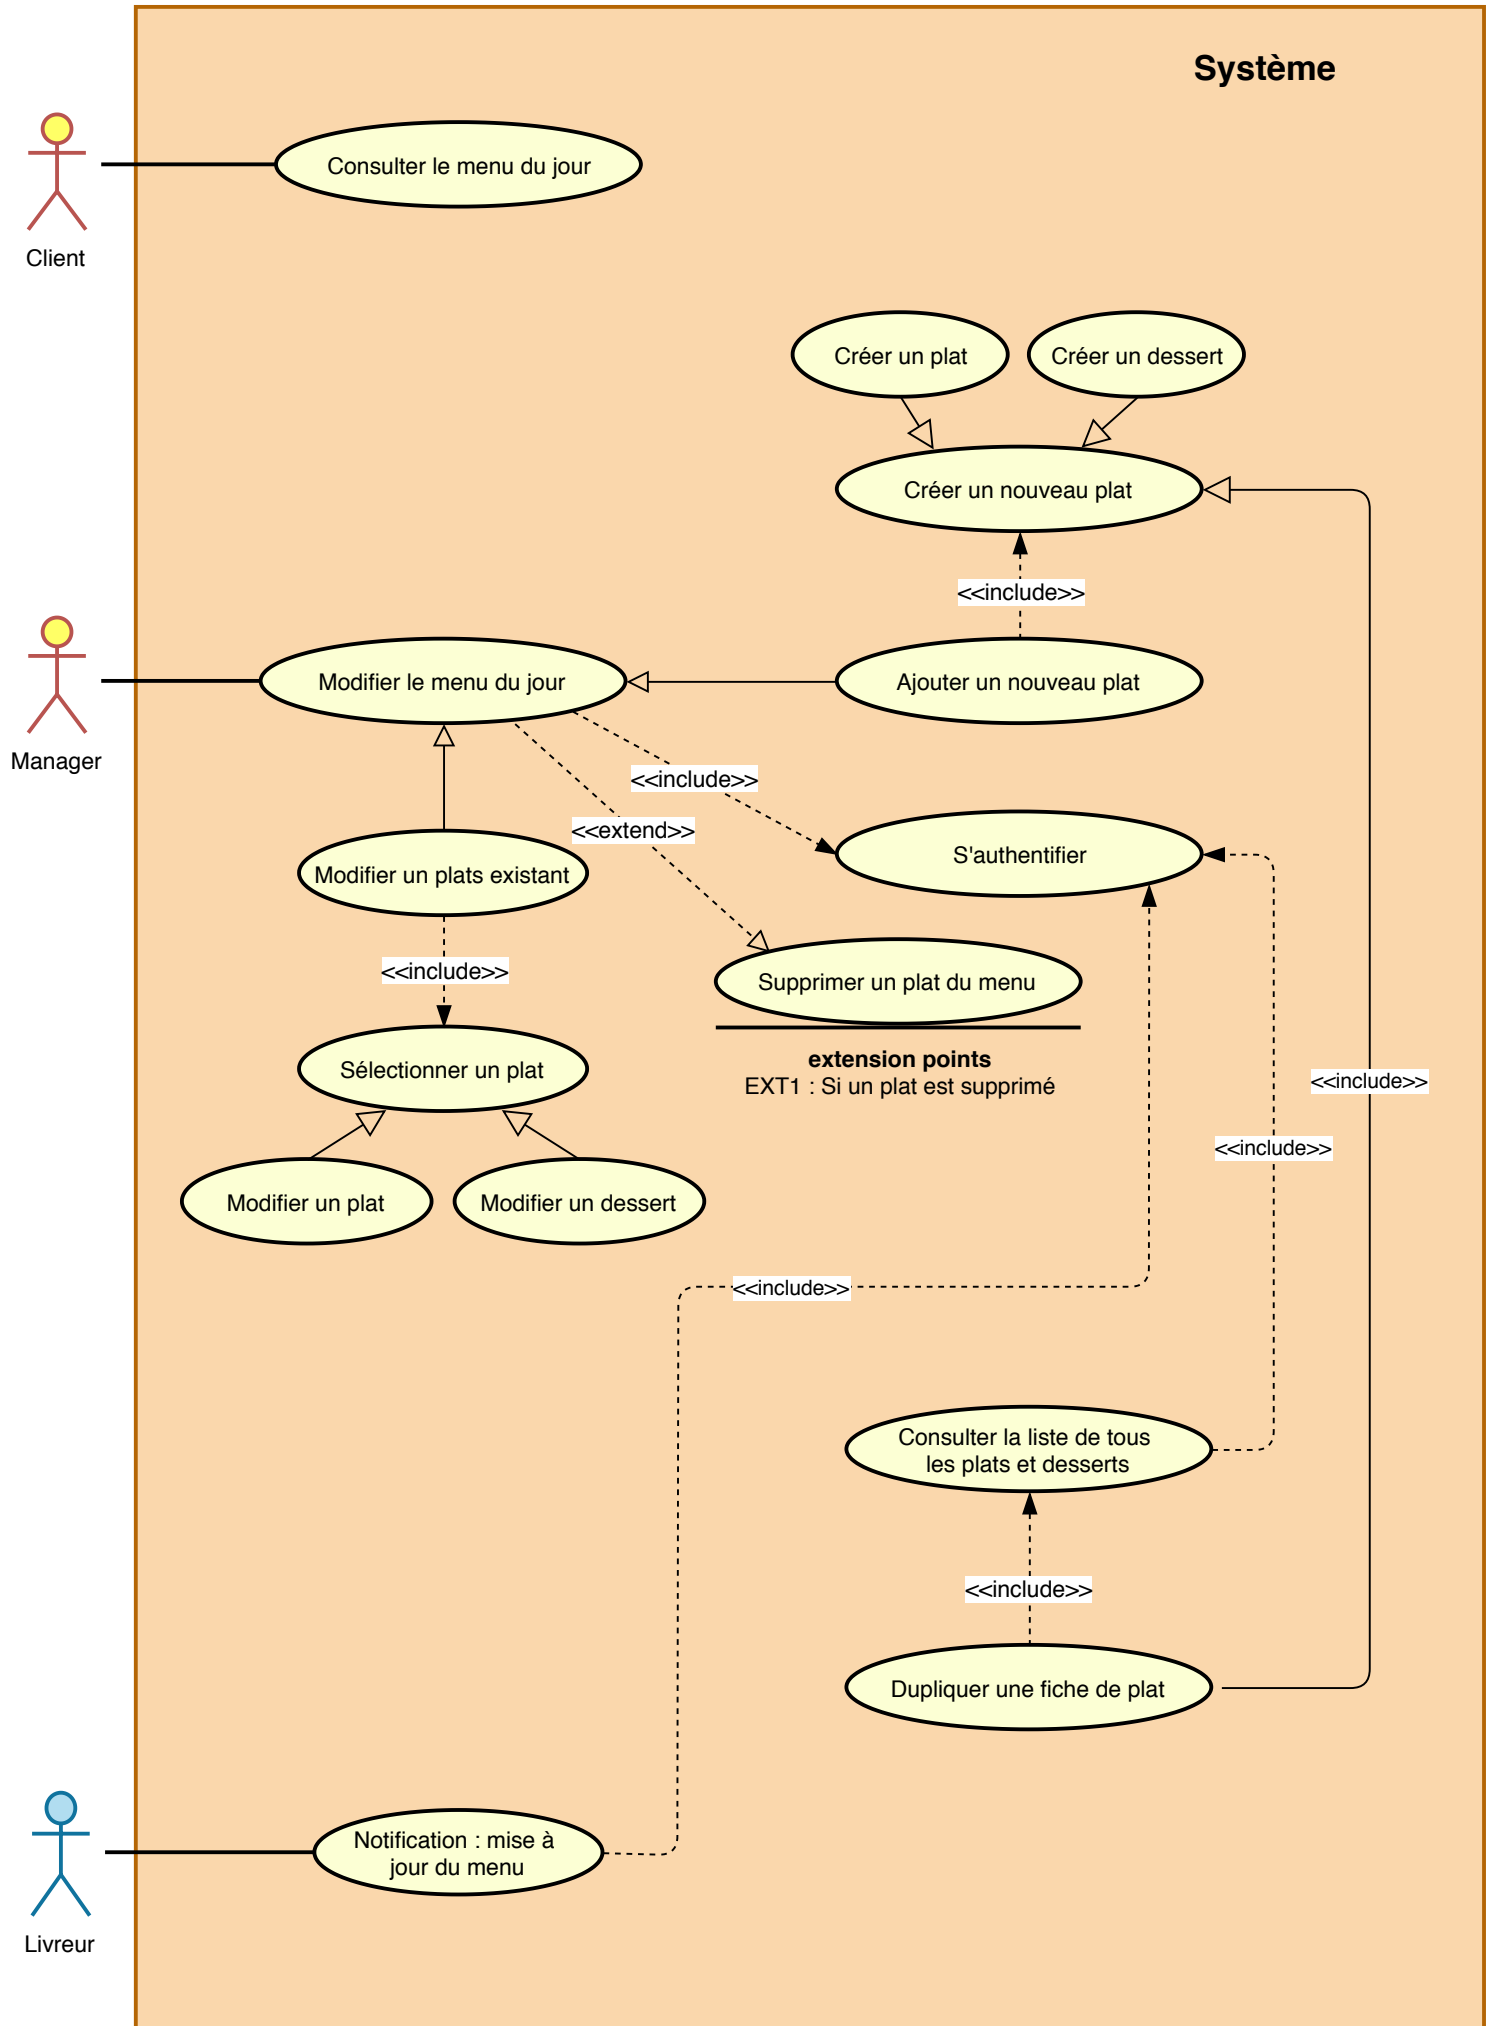 Système
Consulter le menu du jour
Client
Créer un plat
Créer un dessert
Créer un nouveau plat
<<include>>
Modifier le menu du jour
Ajouter un nouveau plat
Manager
<<include>>
<<extend>>
S'authentifier
Modifier un plats existant
<<include>>
Supprimer un plat du menu
extension points
EXT1 : Si un plat est supprimé
Sélectionner un plat
<<include>>
<<include>>
Modifier un plat
Modifier un dessert
<<include>>
Consulter la liste de tous
les plats et desserts
<<include>>
Dupliquer une fiche de plat
Notification : mise à
jour du menu
Livreur